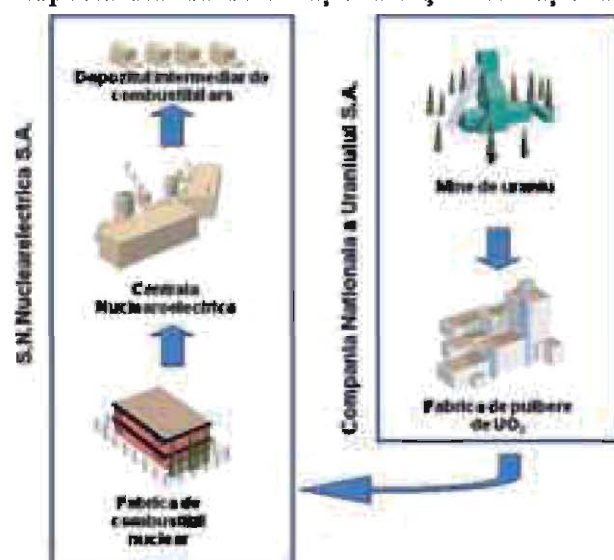 S.N.Nuclearelectrica S.A.
Depozitul intermediar de
combustibil ars
Centrala
Nuclearoelectrica
Fabrica de
combustibil
nuclear
Compania Nationala a Uraniului S.A.
Mine de uraniu
Fabrica de pulbere
de UO₂